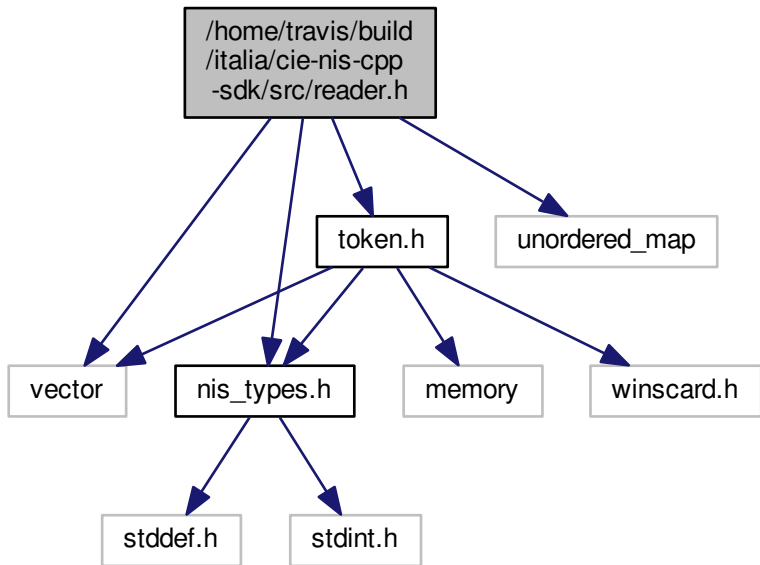 /home/travis/build
/italia/cie-nis-cpp
-sdk/src/reader.h
token.h
unordered_map
vector
nis_types.h
memory
winscard.h
stddef.h
stdint.h